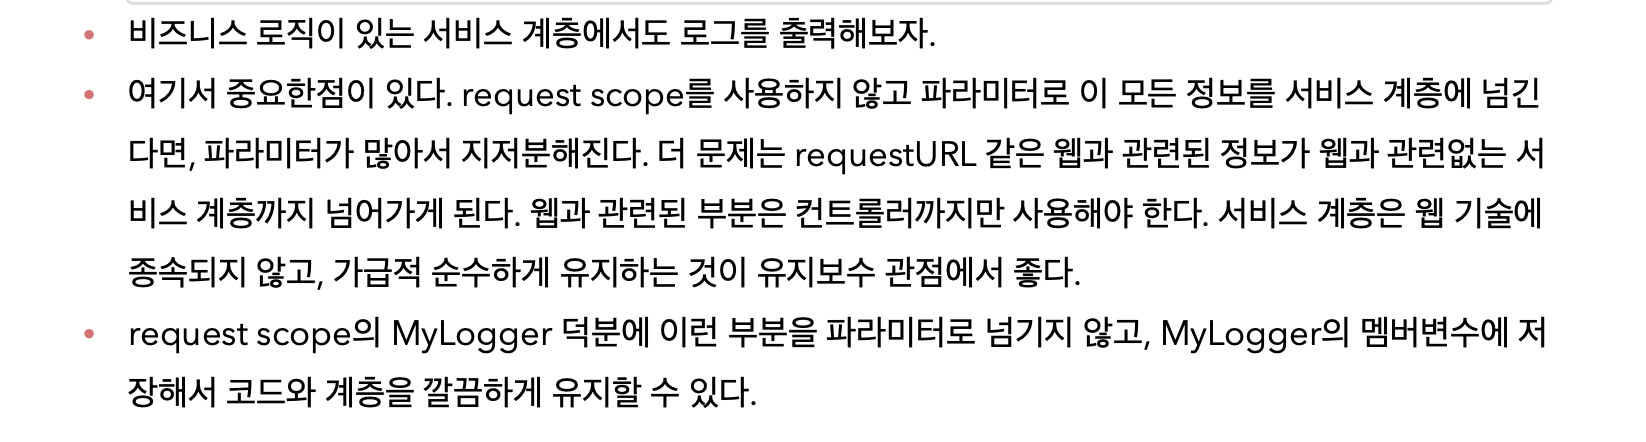 비즈니스 로직이 있는 서비스 계층에서도 로그를 출력해보자.
여기서 중요한점이 있다. request scope를 사용하지 않고 파라미터로 이 모든 정보를 서비스 계층에 넘긴
다면, 파라미터가 많아서 지저분해진다. 더 문제는 requestURL 같은 웹과 관련된 정보가 웹과 관련없는 서
비스 계층까지 넘어가게 된다. 웹과 관련된 부분은 컨트롤러까지만 사용해야 한다. 서비스 계층은 웹 기술에
종속되지 않고, 가급적 순수하게 유지하는 것이 유지보수 관점에서 좋다.
request scope의 MyLogger 덕분에 이런 부분을 파라미터로 넘기지 않고, MyLogger의 멤버변수에 저
장해서 코드와 계층을 깔끔하게 유지할 수 있다.